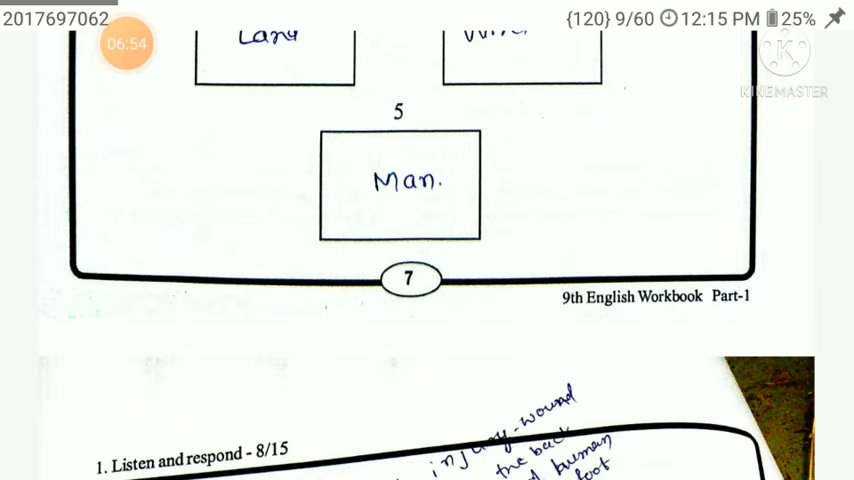 2017697062
{120} 9/60 12:15 PM 25%
06:54
KINEMASTER
Land
5
Man.
7
9th English Workbook Part-1
injury-wound
1. Listen and respond - 8/15
the back
human
foot